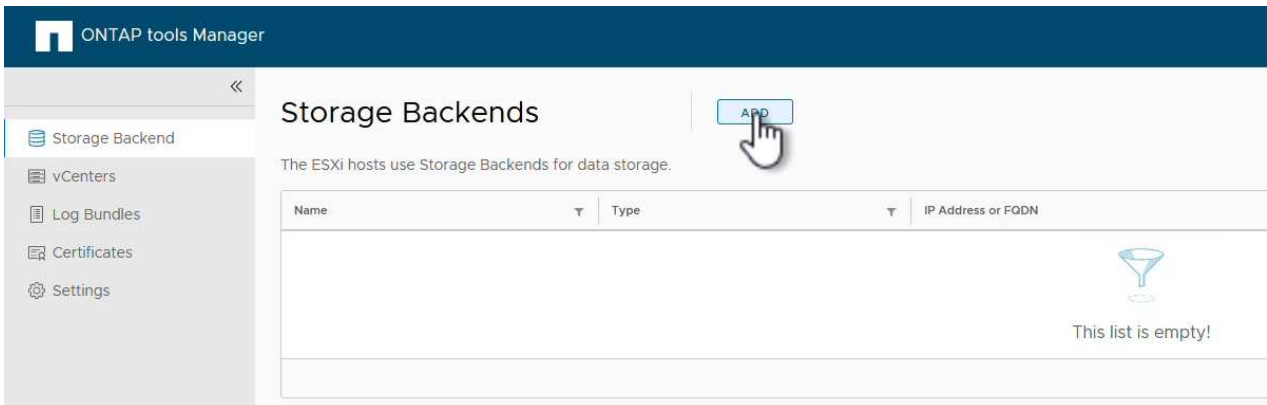 ONTAP tools Manager
Storage Backend
vCenters
Log Bundles
Certificates
Settings
Storage Backends
ADD
The ESXi hosts use Storage Backends for data storage.
Name
Type
IP Address or FQDN
This list is empty!